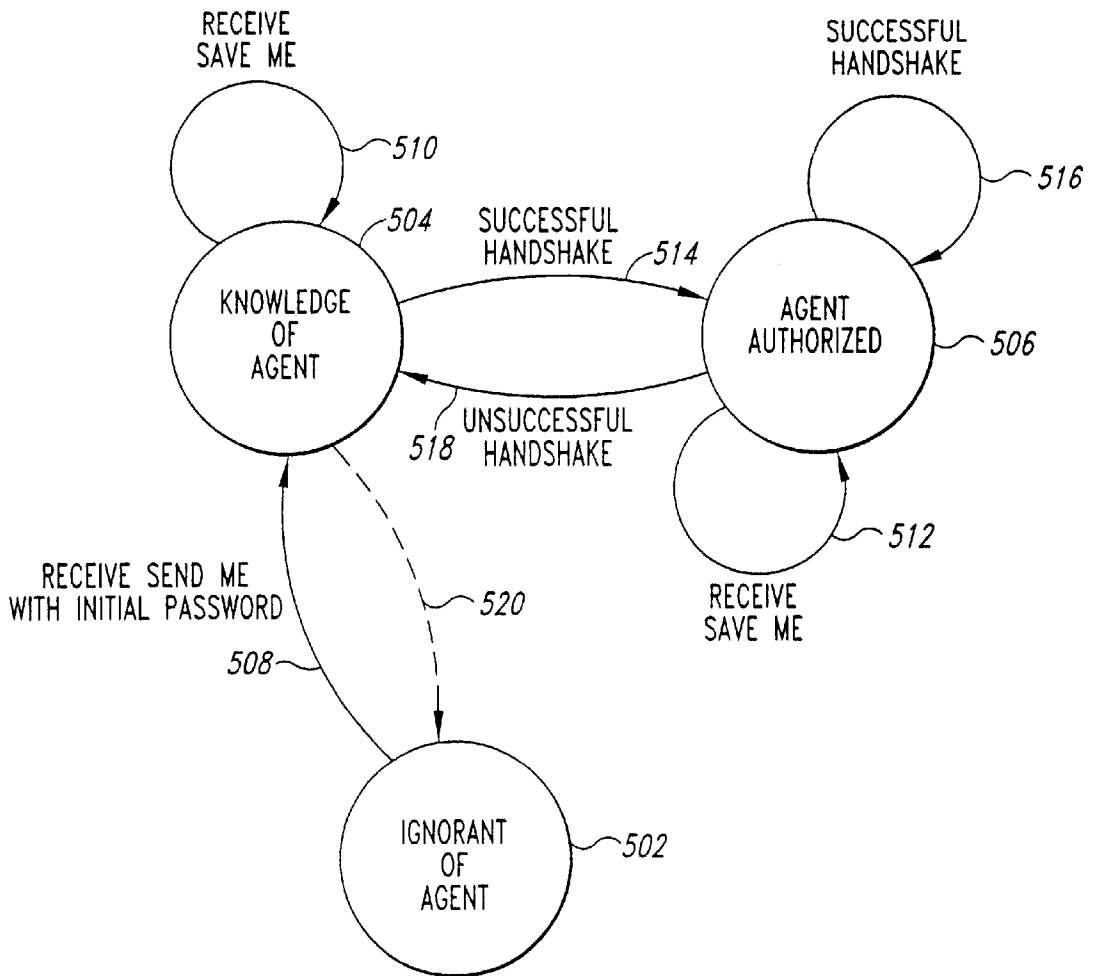 RECEIVE
SAVE ME
510
504
KNOWLEDGE
OF
AGENT
SUCCESSFUL
HANDSHAKE
514
SUCCESSFUL
HANDSHAKE
516
AGENT
AUTHORIZED
506
518
UNSUCCESSFUL
HANDSHAKE
512
RECEIVE
SAVE ME
RECEIVE SEND ME
WITH INITIAL PASSWORD
508
520
IGNORANT
OF
AGENT
502